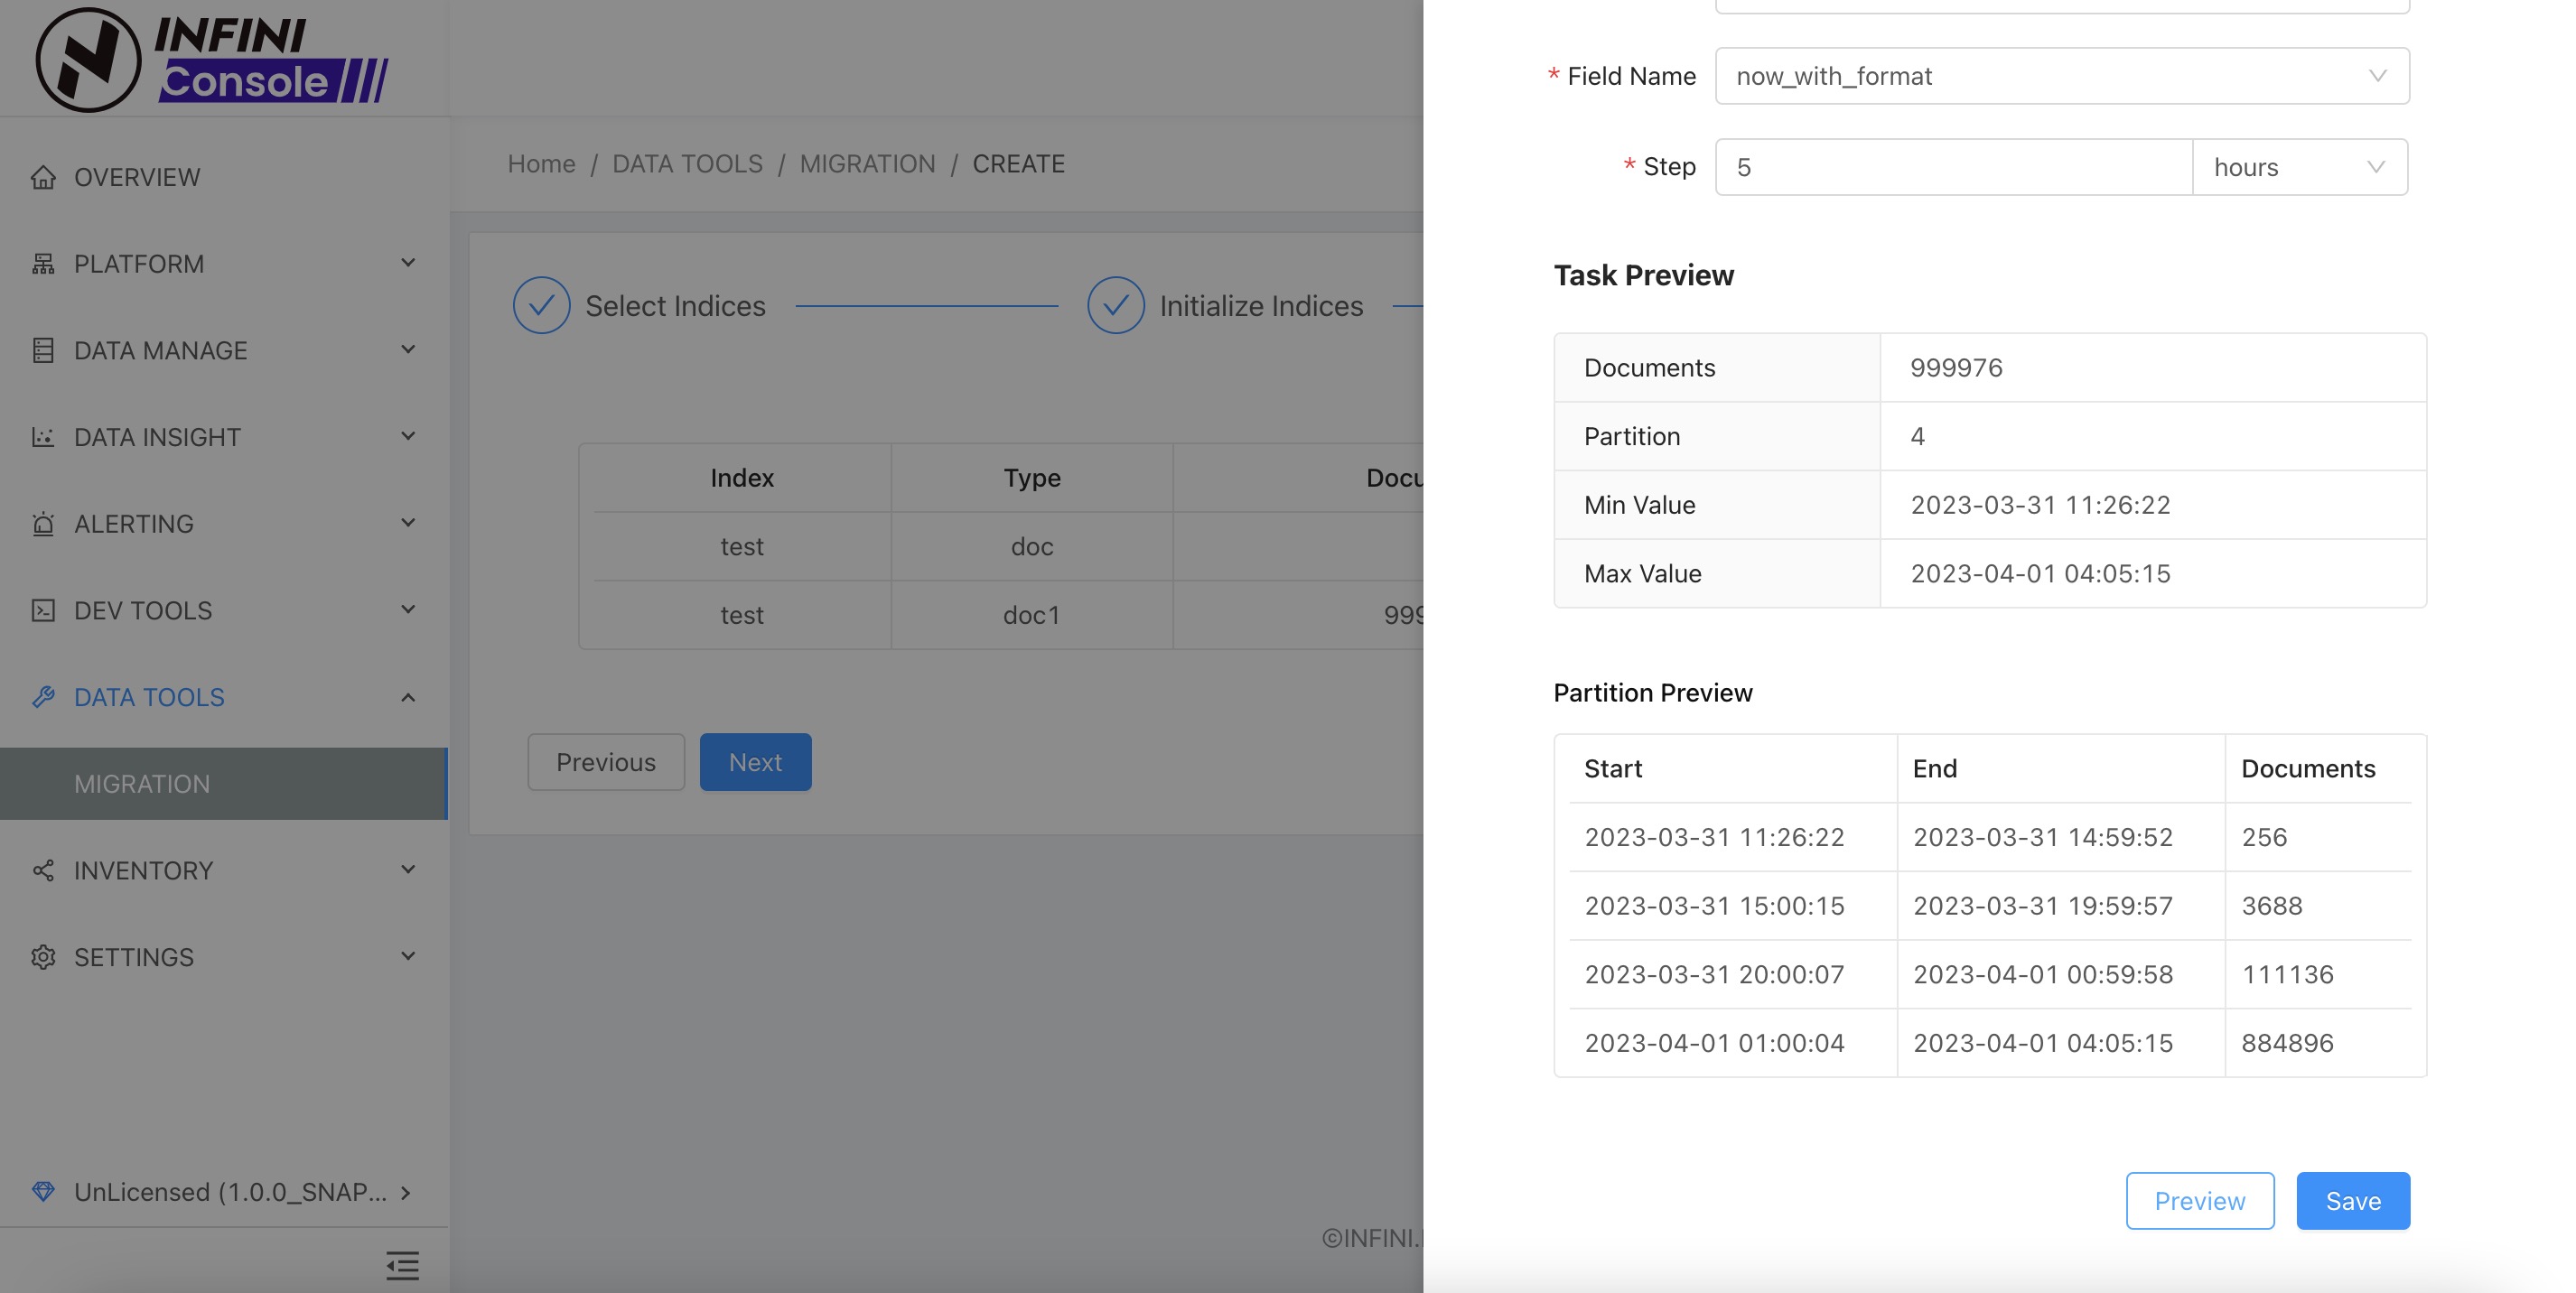 INFINI
Console
OVERVIEW
PLATFORM
DATA MANAGE
DATA INSIGHT
ALERTING
DEV TOOLS
DATA TOOLS
MIGRATION
INVENTORY
SETTINGS
UnLicensed (1.0.0_SNAP...
Home / DATA TOOLS / MIGRATION / CREATE
Select Indices
Initialize Indices
Index Type Docu
test doc
test doc1 999
Previous Next
©INFINI.
* Field Name now_with_format
* Step 5 hours
Task Preview
Documents 999976
Partition 4
Min Value 2023-03-31 11:26:22
Max Value 2023-04-01 04:05:15
Partition Preview
Start End Documents
2023-03-31 11:26:22 2023-03-31 14:59:52 256
2023-03-31 15:00:15 2023-03-31 19:59:57 3688
2023-03-31 20:00:07 2023-04-01 00:59:58 111136
2023-04-01 01:00:04 2023-04-01 04:05:15 884896
Preview Save